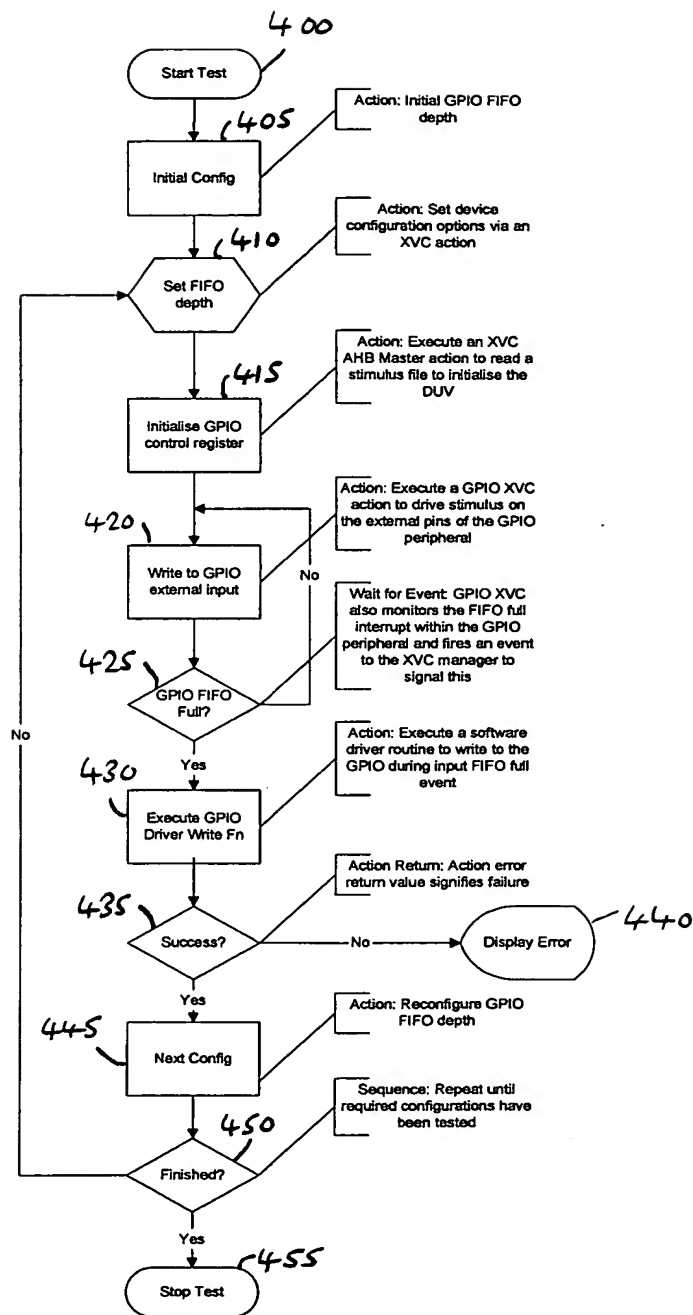 400
Start Test
Action: Initial GPIO FIFO
depth
405
Initial Config
Action: Set device
configuration options via an
XVC action
410
Set FIFO
depth
Action: Execute an XVC
AHB Master action to read a
stimulus file to initialise the
DUV
415
Initialise GPIO
control register
Action: Execute a GPIO XVC
action to drive stimulus on
the external pins of the GPIO
peripheral
420
Write to GPIO
external input
No
Wait for Event: GPIO XVC
also monitors the FIFO full
interrupt within the GPIO
peripheral and fires an event
to the XVC manager to
signal this
425
GPIO FIFO
Full?
No
Yes
Action: Execute a software
driver routine to write to the
GPIO during input FIFO full
event
430
Execute GPIO
Driver Write Fn
Action Return: Action error
return value signifies failure
435
Success?
No
Display Error
440
Yes
Action: Reconfigure GPIO
FIFO depth
445
Next Config
Sequence: Repeat until
required configurations have
been tested
450
Finished?
Yes
455
Stop Test